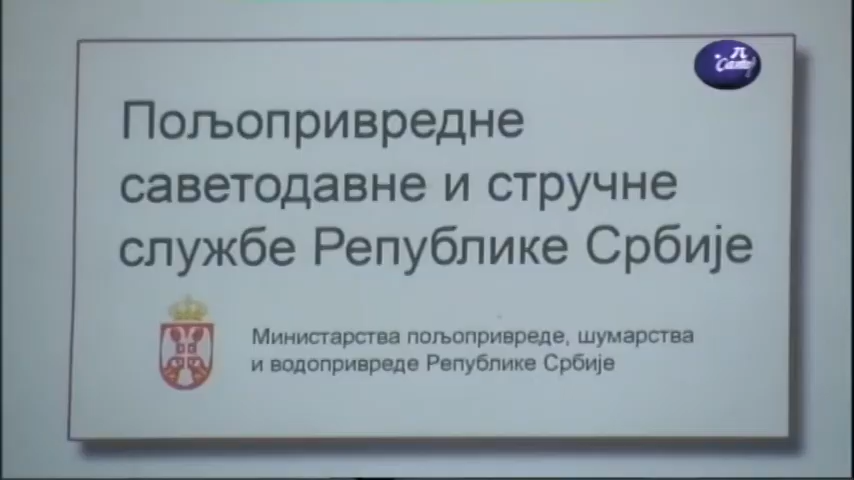 Пољопривредне
саветодавне и стручне
службе Републике Србије
Министарства пољопривреде, шумарства
и водопривреде Републике Србије